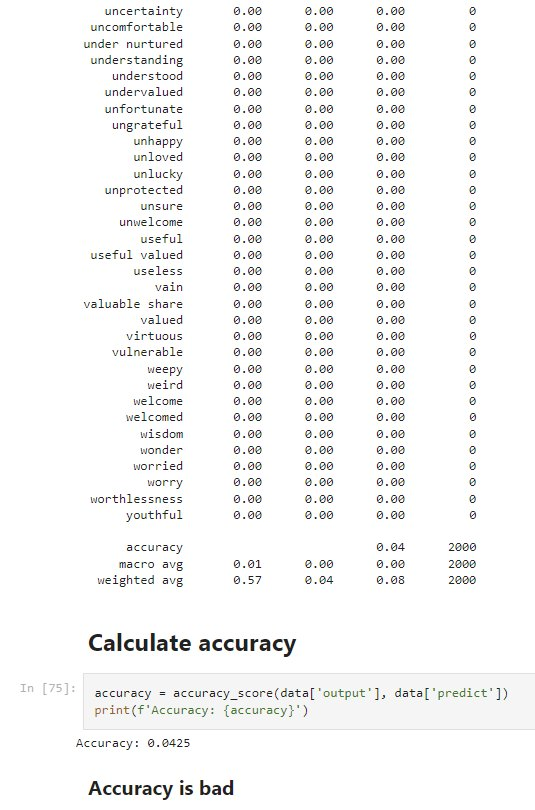 uncertainty 0.00 0.00 0.00 0
uncomfortable 0.00 0.00 0.00 0
under nurtured 0.00 0.00 0.00 0
understanding 0.00 0.00 0.00 0
understood 0.00 0.00 0.00 0
undervalued 0.00 0.00 0.00 0
unfortunate 0.00 0.00 0.00 0
ungrateful 0.00 0.00 0.00 0
unhappy 0.00 0.00 0.00 0
unloved 0.00 0.00 0.00 0
unlucky 0.00 0.00 0.00 0
unprotected 0.00 0.00 0.00 0
unsure 0.00 0.00 0.00 0
unwelcome 0.00 0.00 0.00 0
useful 0.00 0.00 0.00 0
useful valued 0.00 0.00 0.00 0
useless 0.00 0.00 0.00 0
vain 0.00 0.00 0.00 0
valuable share 0.00 0.00 0.00 0
valued 0.00 0.00 0.00 0
virtuous 0.00 0.00 0.00 0
vulnerable 0.00 0.00 0.00 0
weepy 0.00 0.00 0.00 0
weird 0.00 0.00 0.00 0
welcome 0.00 0.00 0.00 0
welcomed 0.00 0.00 0.00 0
wisdom 0.00 0.00 0.00 0
wonder 0.00 0.00 0.00 0
worried 0.00 0.00 0.00 0
worry 0.00 0.00 0.00 0
worthlessness 0.00 0.00 0.00 0
youthful 0.00 0.00 0.00 0
accuracy 0.04 2000
macro avg 0.01 0.00 0.00 2000
weighted avg 0.57 0.04 0.08 2000
Calculate accuracy
In [75]: accuracy = accuracy_score(data['output'], data['predict'])
print(f'Accuracy: {accuracy}')
Accuracy: 0.0425
Accuracy is bad